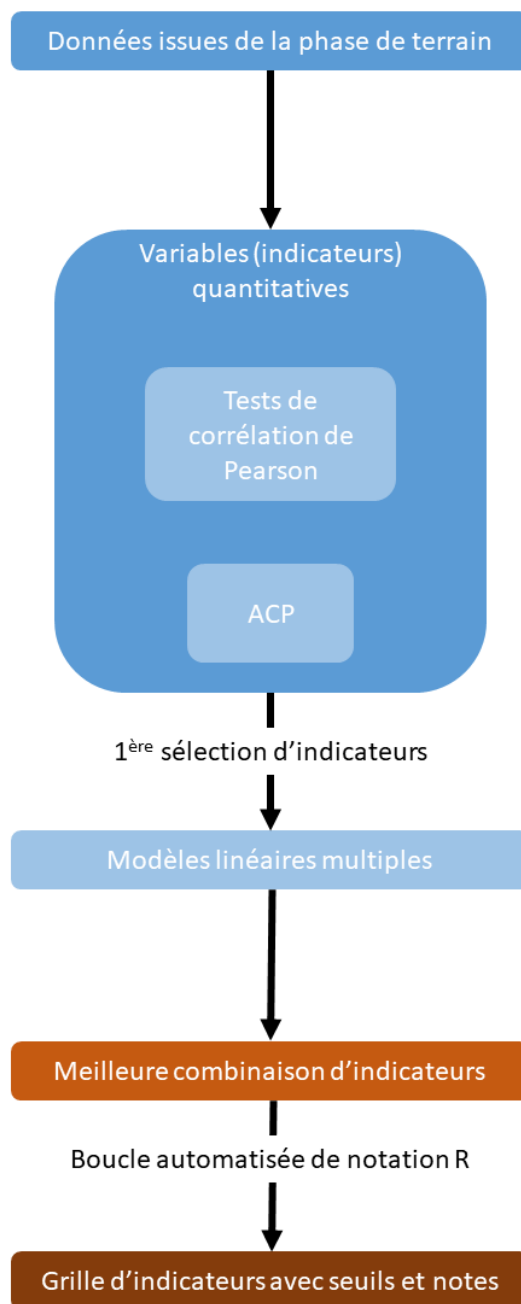 Données issues de la phase de terrain
Variables (indicateurs)
quantitatives
Tests de
corrélation de
Pearson
ACP
1ère sélection d’indicateurs
Modèles linéaires multiples
Meilleure combinaison d’indicateurs
Boucle automatisée de notation R
Grille d’indicateurs avec seuils et notes